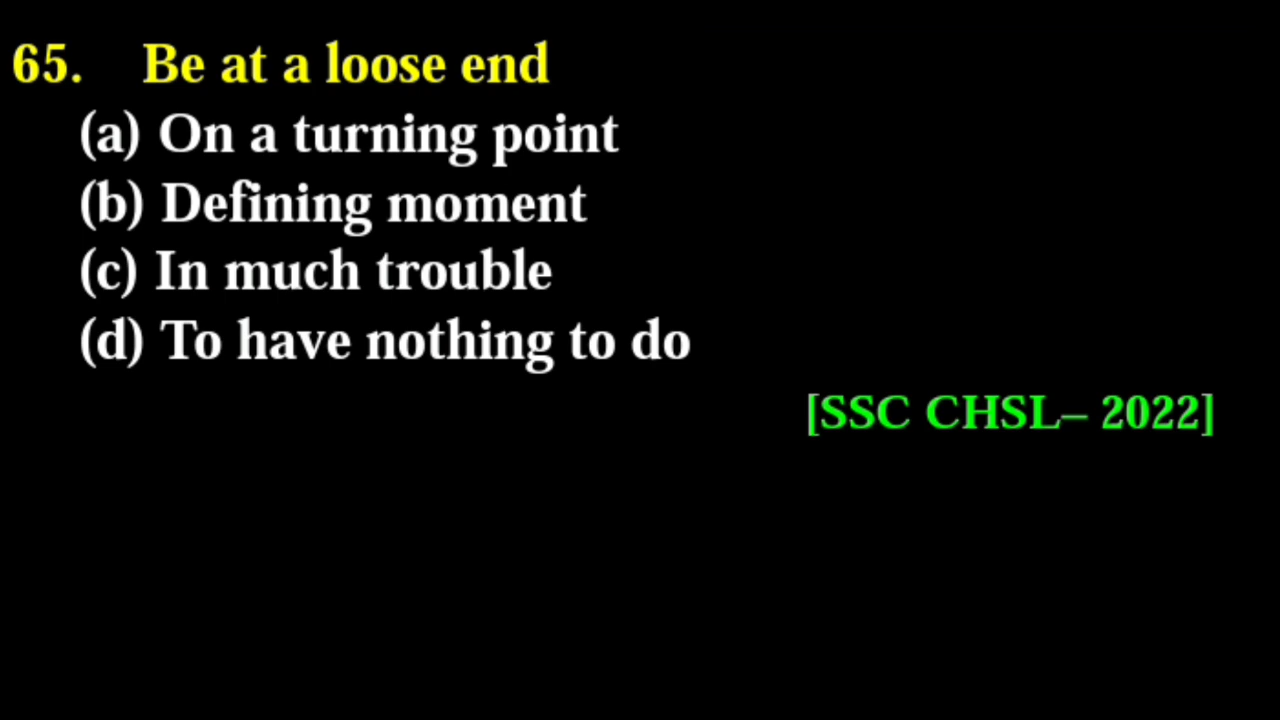 65. Be at a loose end
(a) On a turning point
(b) Defining moment
(c) In much trouble
(d) To have nothing to do
[SSC CHSL– 2022]